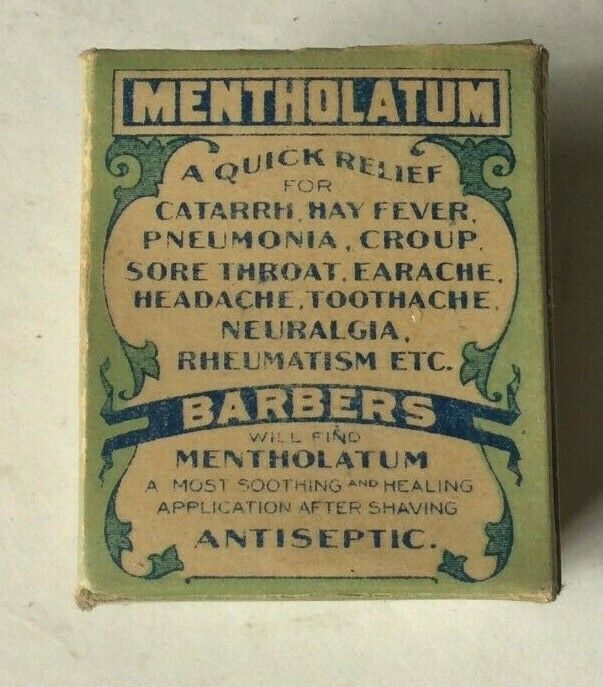 MENTHOLATUM
A QUICK RELIEF
FOR
CATARRH, HAY FEVER,
PNEUMONIA, CROUP,
SORE THROAT, EARACHE,
HEADACHE, TOOTHACHE,
NEURALGIA,
RHEUMATISM ETC.
BARBERS
WILL FIND
MENTHOLATUM
A MOST SOOTHING AND HEALING
APPLICATION AFTER SHAVING
ANTISEPTIC.